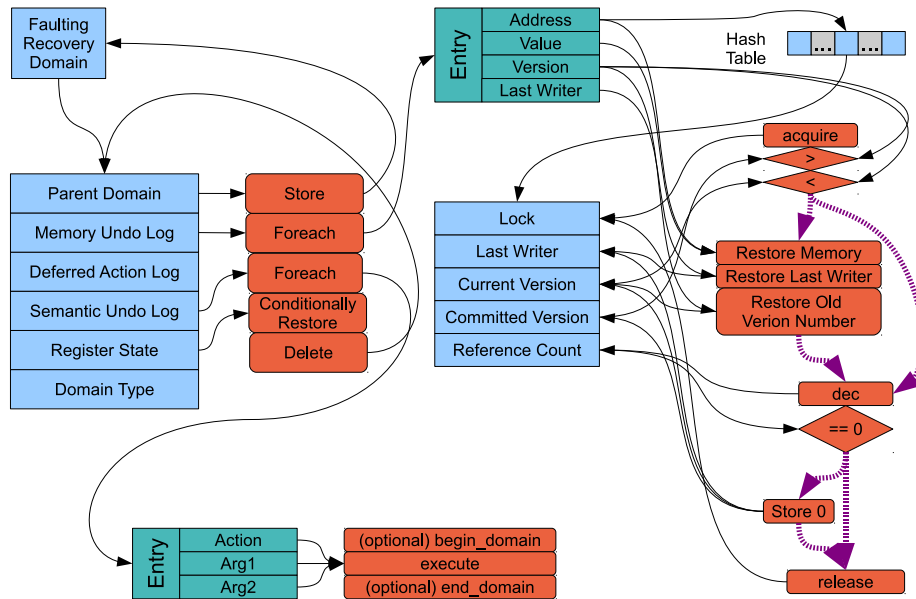 Faulting
Recovery
Domain
Parent Domain
Memory Undo Log
Deferred Action Log
Semantic Undo Log
Register State
Domain Type
Store
Foreach
Foreach
Conditionally
Restore
Delete
Entry
Address
Value
Version
Last Writer
Hash
Table
...
...
Lock
Last Writer
Current Version
Committed Version
Reference Count
acquire
>
<
Restore Memory
Restore Last Writer
Restore Old
Verion Number
dec
== 0
Store 0
release
Entry
Action
Arg1
Arg2
(optional) begin_domain
execute
(optional) end_domain